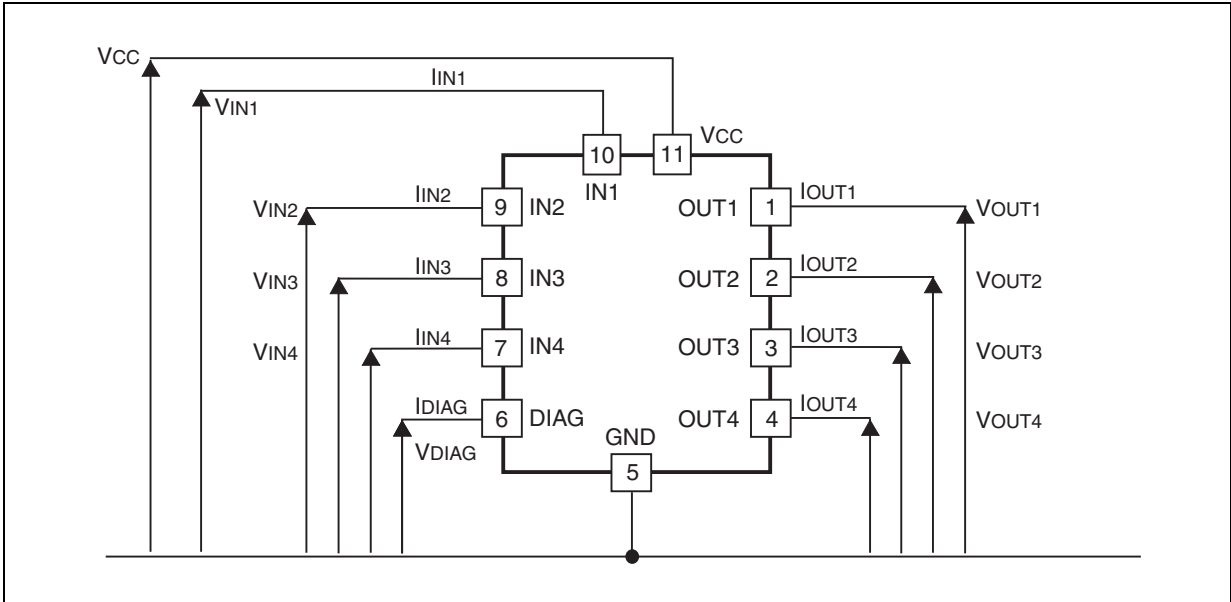 VCC
IIN1
VIN1
VCC
10
11
IN1
VIN2
IIN2
9
IN2
OUT1
1
IOUT1
VOUT1
VIN3
IIN3
8
IN3
OUT2
2
IOUT2
VOUT2
VIN4
IIN4
7
IN4
OUT3
3
IOUT3
VOUT3
IDIAG
6
DIAG
OUT4
4
IOUT4
VOUT4
VDIAG
GND
5